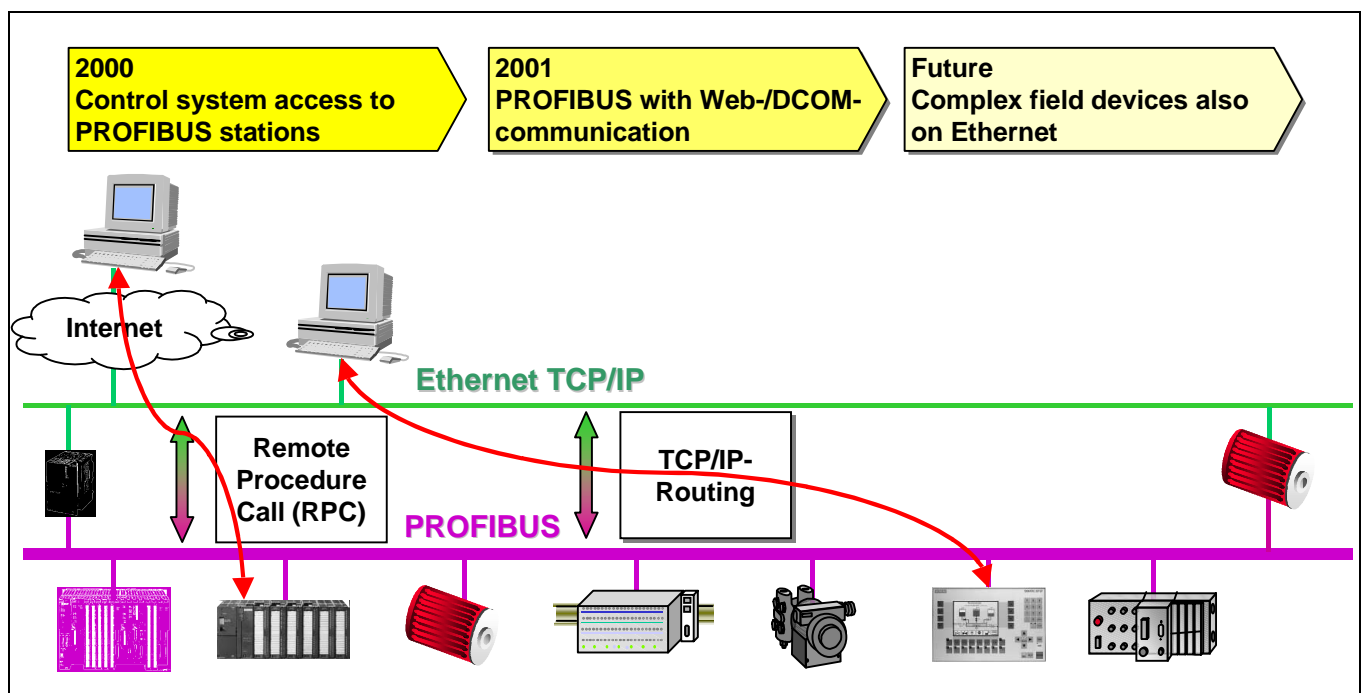 2000
Control system access to
PROFIBUS stations
2001
PROFIBUS with Web-/DCOM-
communication
Future
Complex field devices also
on Ethernet
Internet
Ethernet TCP/IP
Remote
Procedure
Call (RPC)
TCP/IP-
Routing
PROFIBUS